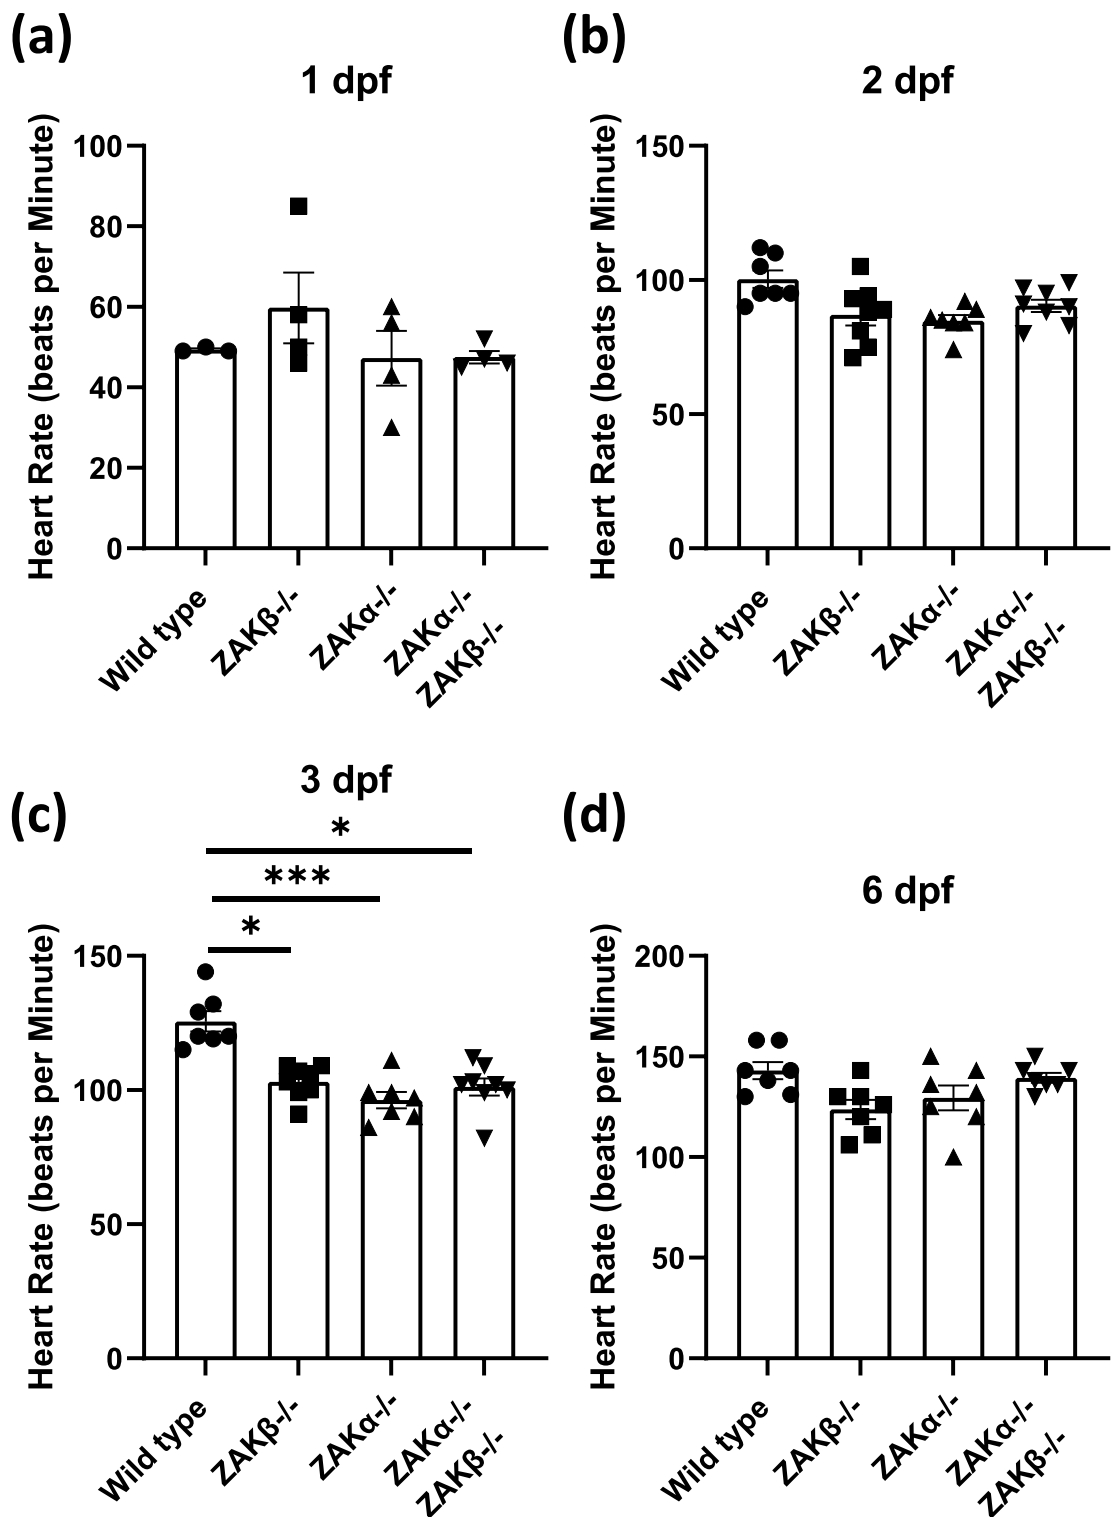 (a)
1 dpf
Heart Rate (beats per Minute)
100
80
60
40
20
0
Wild type
ZAKβ-/-
ZAKα-/-
ZAKα-/-
ZAKβ-/-
(b)
2 dpf
Heart Rate (beats per Minute)
150
100
50
0
Wild type
ZAKβ-/-
ZAKα-/-
ZAKα-/-
ZAKβ-/-
(c)
3 dpf
*
***
*
Heart Rate (beats per Minute)
150
100
50
0
Wild type
ZAKβ-/-
ZAKα-/-
ZAKα-/-
ZAKβ-/-
(d)
6 dpf
Heart Rate (beats per Minute)
200
150
100
50
0
Wild type
ZAKβ-/-
ZAKα-/-
ZAKα-/-
ZAKβ-/-